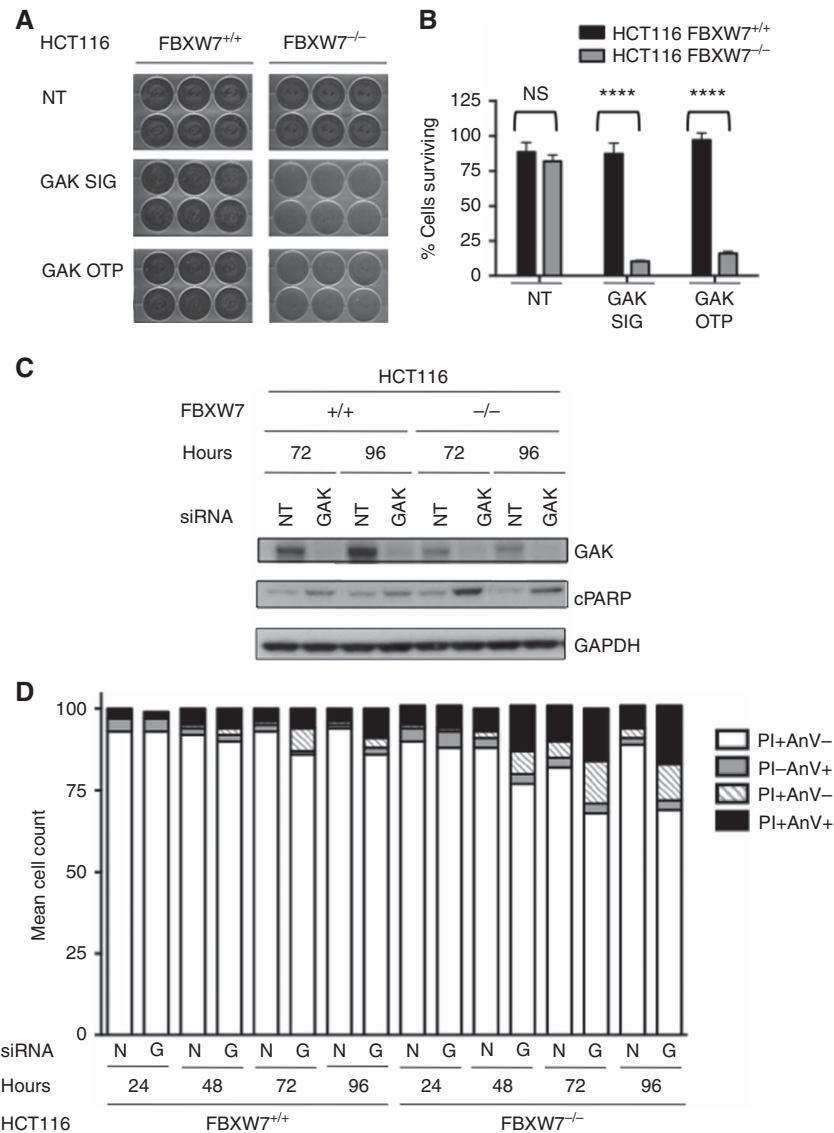 A
HCT116 FBXW7+/+ FBXW7–/–
NT
GAK SIG
GAK OTP
B
HCT116 FBXW7+/+
HCT116 FBXW7–/–
NS **** ****
125
100
75
50
25
0
% Cells surviving
NT GAK GAK
SIG OTP
C
HCT116
FBXW7 +/+ –/–
Hours 72 96 72 96
siRNA NT GAK NT GAK NT GAK NT GAK
GAK
cPARP
GAPDH
D
100
75
50
25
0
Mean cell count
PI+AnV–
PI–AnV+
PI+AnV–
PI+AnV+
siRNA N G N G N G N G N G N G N G N G
Hours 24 48 72 96 24 48 72 96
HCT116 FBXW7+/+ FBXW7–/–